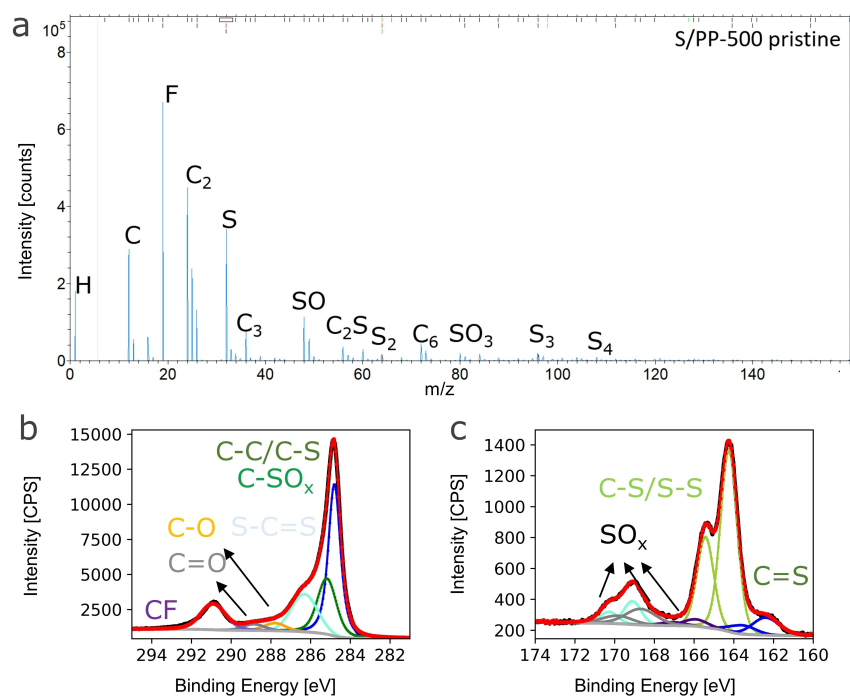 a
10⁵
S/PP-500 pristine
8
6
4
2
0
Intensity [counts]
H
C
F
C₂
S
C₃
SO
C₂S
S₂
C₆
SO₃
S₃
S₄
0 20 40 60 80 100 120 140
m/z
b
15000
12500
10000
7500
5000
2500
Intensity [CPS]
C-C/C-S
C-SOₓ
C-O
S-C=S
C=O
CF
294 292 290 288 286 284 282
Binding Energy [eV]
c
1400
1200
1000
800
600
400
200
Intensity [CPS]
C-S/S-S
SOₓ
C=S
174 172 170 168 166 164 162 160
Binding Energy [eV]